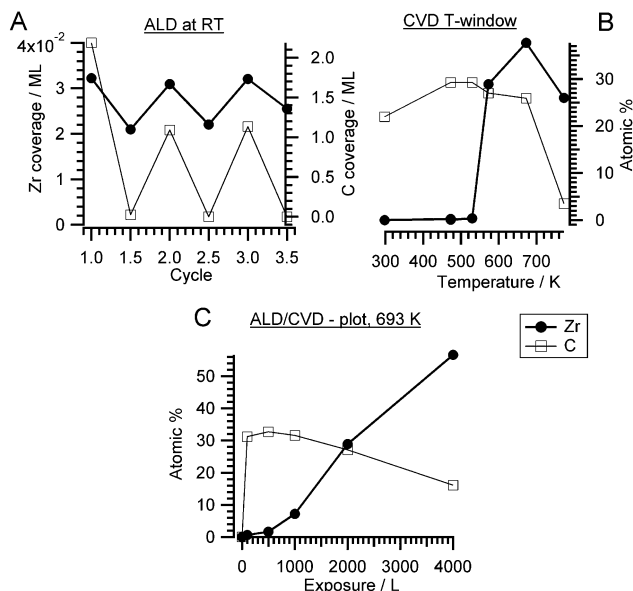 A
ALD at RT
4x10⁻²
3
2
1
0
Zr coverage / ML
2.0
1.5
1.0
0.5
0.0
C coverage / ML
1.0 1.5 2.0 2.5 3.0 3.5
Cycle
CVD T-window
B
30
20
10
0
Atomic %
300 400 500 600 700
Temperature / K
C
ALD/CVD - plot, 693 K
Zr
C
50
40
30
20
10
0
Atomic %
0 1000 2000 3000 4000
Exposure / L